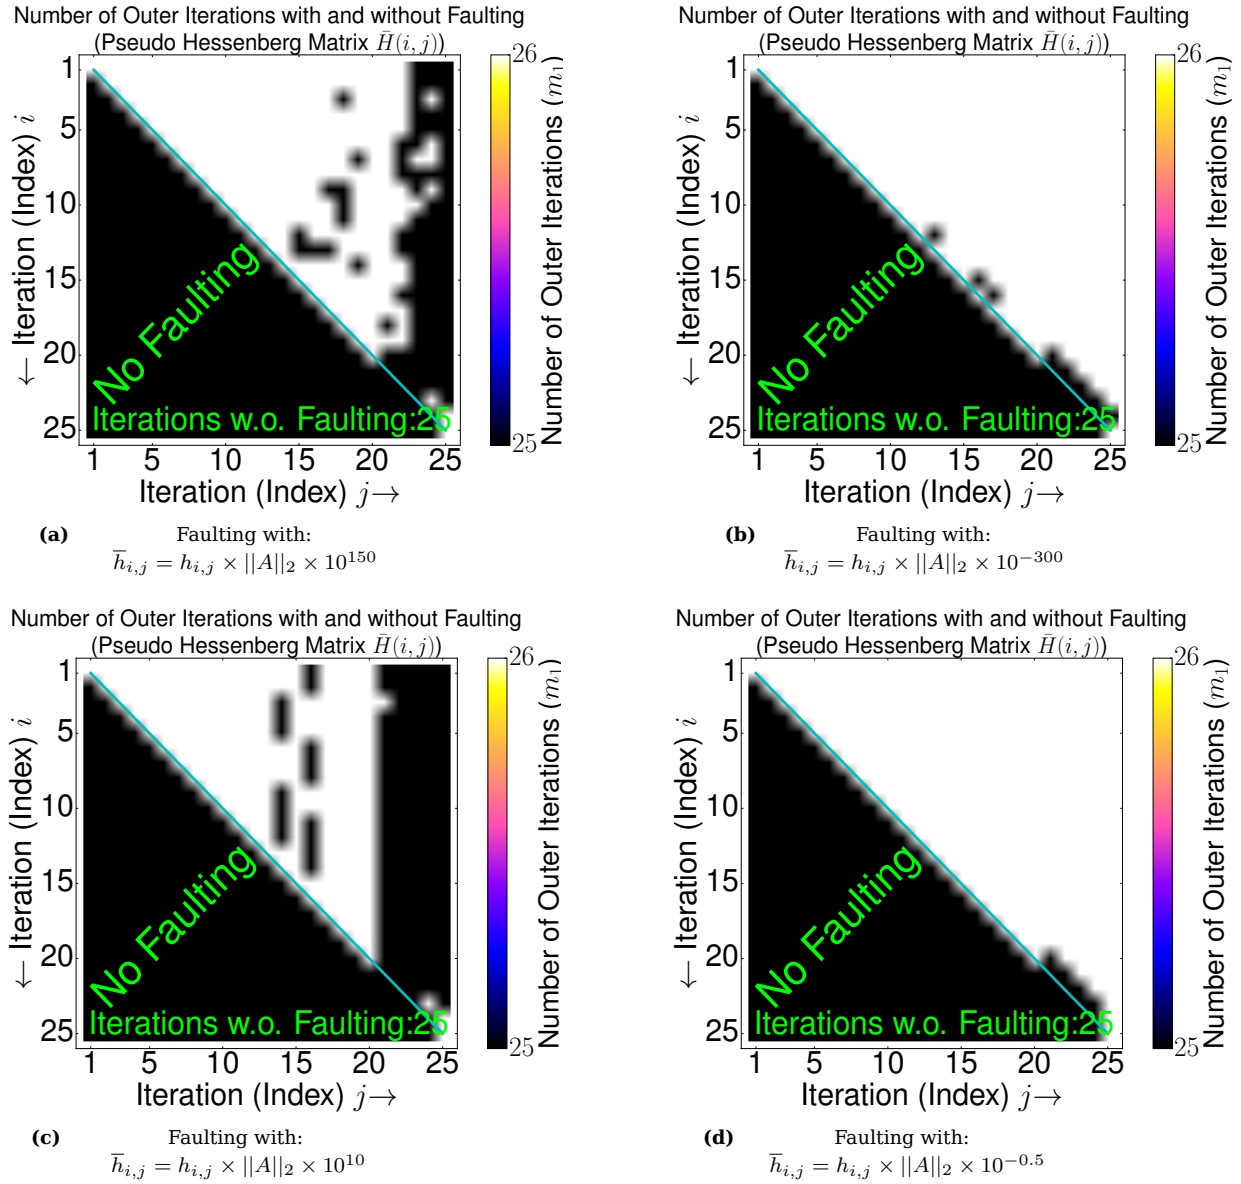 Number of Outer Iterations with and without Faulting
(Pseudo Hessenberg Matrix H̄(i, j))
1
5
10
15
20
25
← Iteration (Index) i
No Faulting
Iterations w.o. Faulting:25
1 5 10 15 20 25
Iteration (Index) j→
26
25
Number of Outer Iterations (m₁)
(a) Faulting with:
h̅ᵢ,ⱼ = hᵢ,ⱼ × ||A||₂ × 10¹⁵⁰
Number of Outer Iterations with and without Faulting
(Pseudo Hessenberg Matrix H̄(i, j))
1
5
10
15
20
25
← Iteration (Index) i
No Faulting
Iterations w.o. Faulting:25
1 5 10 15 20 25
Iteration (Index) j→
26
25
Number of Outer Iterations (m₁)
(b) Faulting with:
h̅ᵢ,ⱼ = hᵢ,ⱼ × ||A||₂ × 10⁻³⁰⁰
Number of Outer Iterations with and without Faulting
(Pseudo Hessenberg Matrix H̄(i, j))
1
5
10
15
20
25
← Iteration (Index) i
No Faulting
Iterations w.o. Faulting:25
1 5 10 15 20 25
Iteration (Index) j→
26
25
Number of Outer Iterations (m₁)
(c) Faulting with:
h̅ᵢ,ⱼ = hᵢ,ⱼ × ||A||₂ × 10¹⁰
Number of Outer Iterations with and without Faulting
(Pseudo Hessenberg Matrix H̄(i, j))
1
5
10
15
20
25
← Iteration (Index) i
No Faulting
Iterations w.o. Faulting:25
1 5 10 15 20 25
Iteration (Index) j→
26
25
Number of Outer Iterations (m₁)
(d) Faulting with:
h̅ᵢ,ⱼ = hᵢ,ⱼ × ||A||₂ × 10⁻⁰·⁵